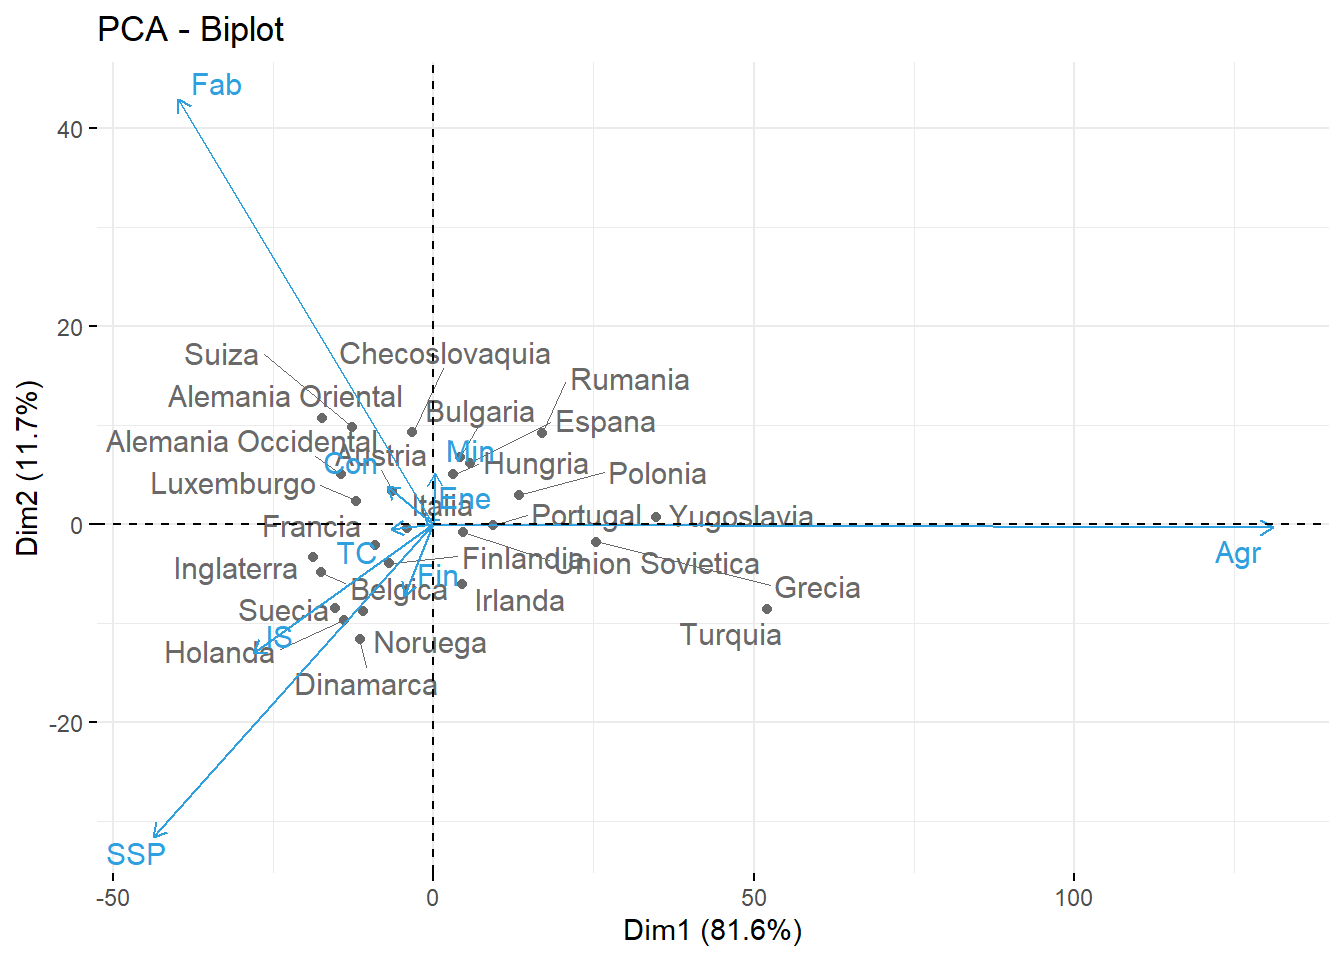 PCA - Biplot
Fab
40
20
Suiza
Checoslovaquia
Rumania
Alemania Oriental
Bulgaria
Espana
Alemania Occidental
Austria
Min
Con
Hungria
Polonia
Luxemburgo
Italia
Ene
Portugal
Yugoslavia
0
Francia
TC
Finlandia
Union Sovietica
Agr
Inglaterra
Fin
Belgica
Grecia
Suecia
Irlanda
IS
Turquia
Holanda
Noruega
Dinamarca
-20
SSP
-50
0
50
100
Dim1 (81.6%)
Dim2 (11.7%)